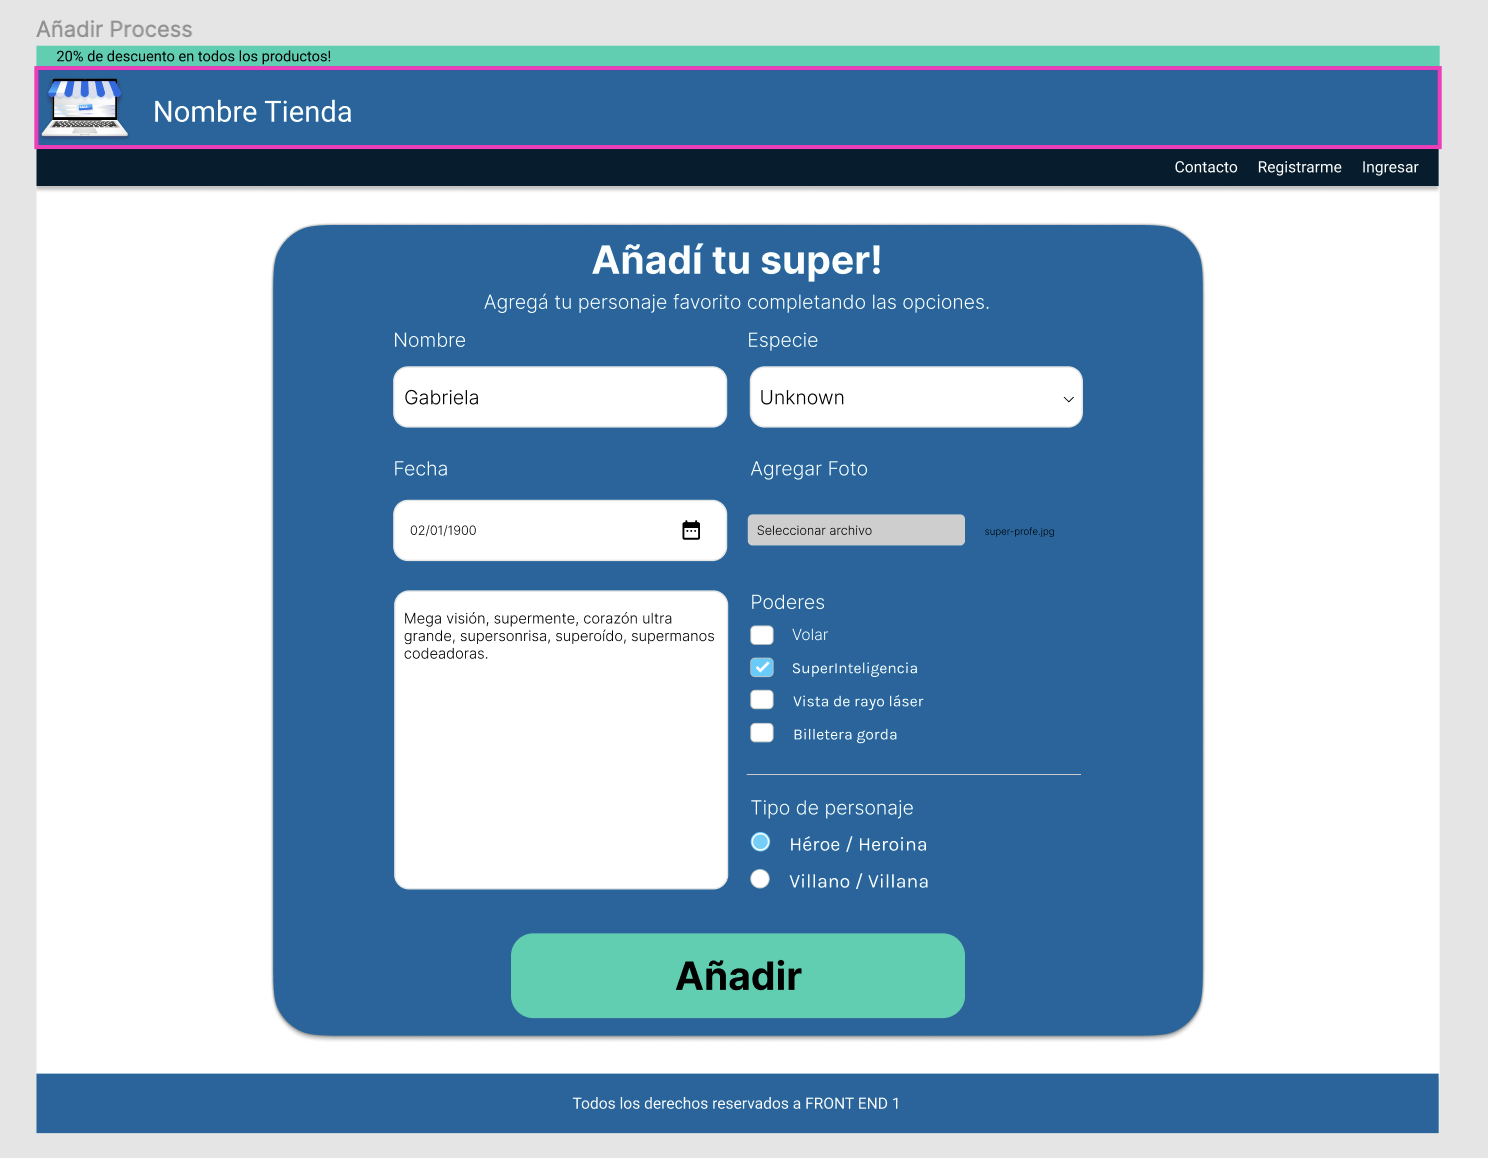 Añadir Process
20% de descuento en todos los productos!
Nombre Tienda
Contacto Registrarme Ingresar
Añadí tu super!
Agregá tu personaje favorito completando las opciones.
Nombre
Especie
Gabriela
Unknown
Fecha
Agregar Foto
02/01/1900
Seleccionar archivo
super-profe.jpg
Mega visión, supermente, corazón ultra
grande, supersonrisa, superoído, supermanos
codeadoras.
Poderes
Volar
SuperInteligencia
Vista de rayo láser
Billetera gorda
Tipo de personaje
Héroe / Heroina
Villano / Villana
Añadir
Todos los derechos reservados a FRONT END 1